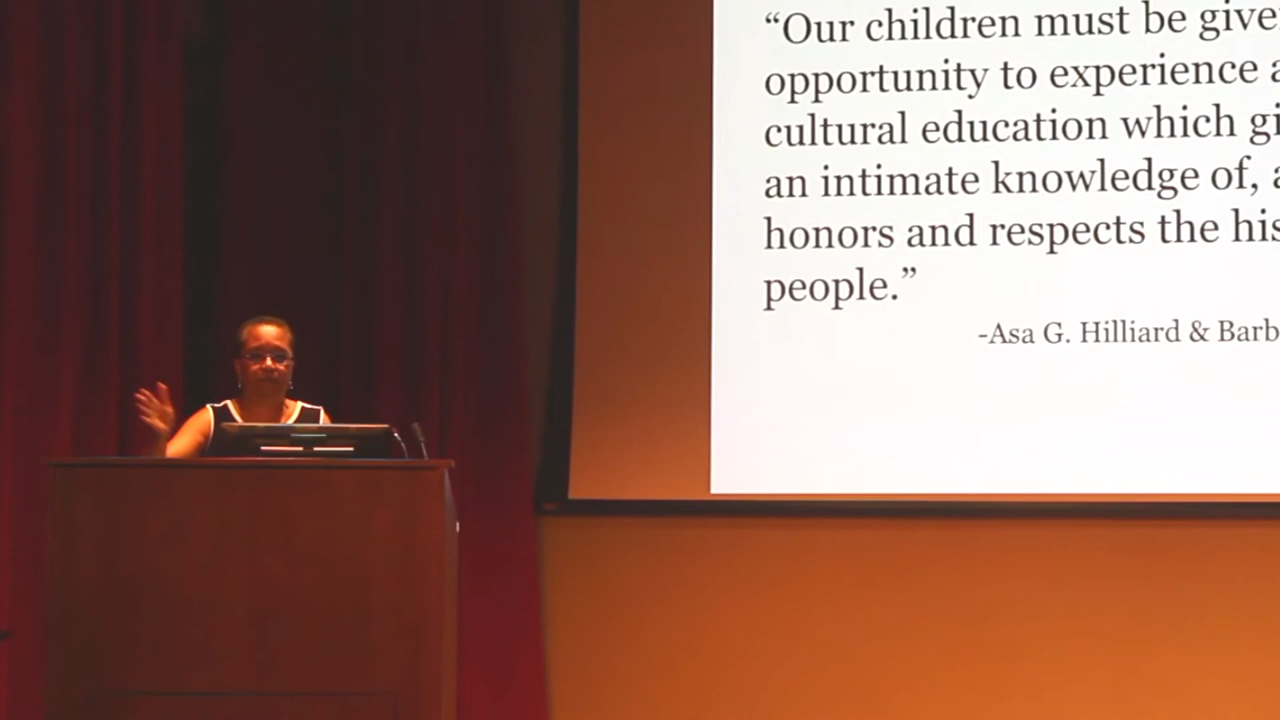 “Our children must be give
opportunity to experience a
cultural education which gi
an intimate knowledge of, a
honors and respects the his
people.”
-Asa G. Hilliard & Barb